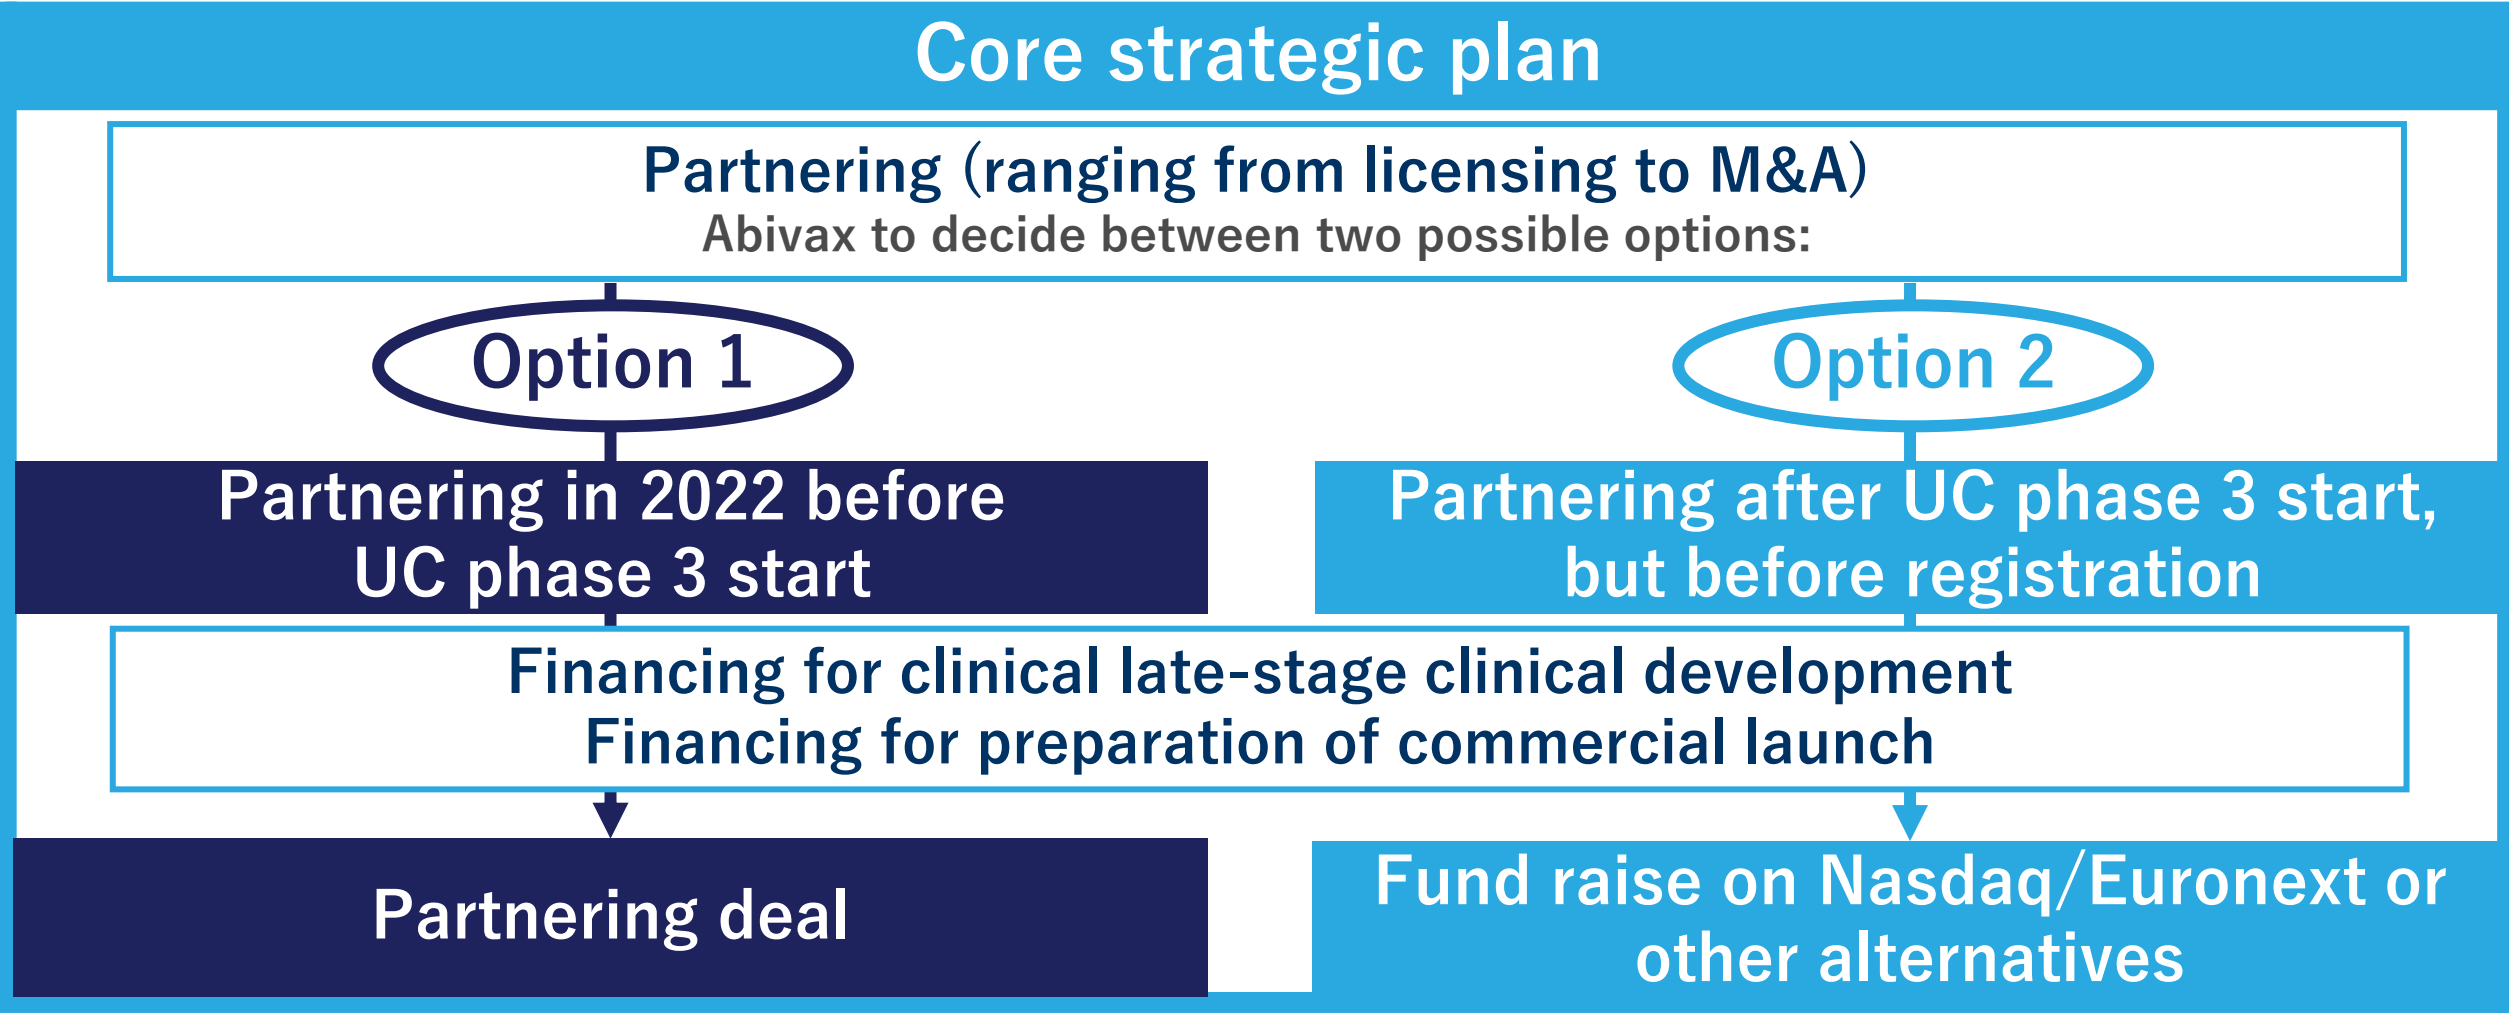 Core strategic plan
Partnering (ranging from licensing to M&A)
Abivax to decide between two possible options:
Option 1
Option 2
Partnering in 2022 before
UC phase 3 start
Partnering after UC phase 3 start,
but before registration
Financing for clinical late-stage clinical development
Financing for preparation of commercial launch
Partnering deal
Fund raise on Nasdaq/Euronext or
other alternatives